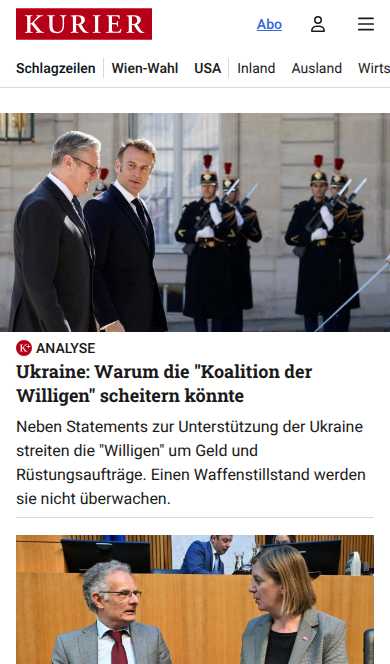 KURIER
Abo
Schlagzeilen Wien-Wahl USA Inland Ausland Wirts
K+ ANALYSE
Ukraine: Warum die "Koalition der
Willigen" scheitern könnte
Neben Statements zur Unterstützung der Ukraine
streiten die "Willigen" um Geld und
Rüstungsaufträge. Einen Waffenstillstand werden
sie nicht überwachen.